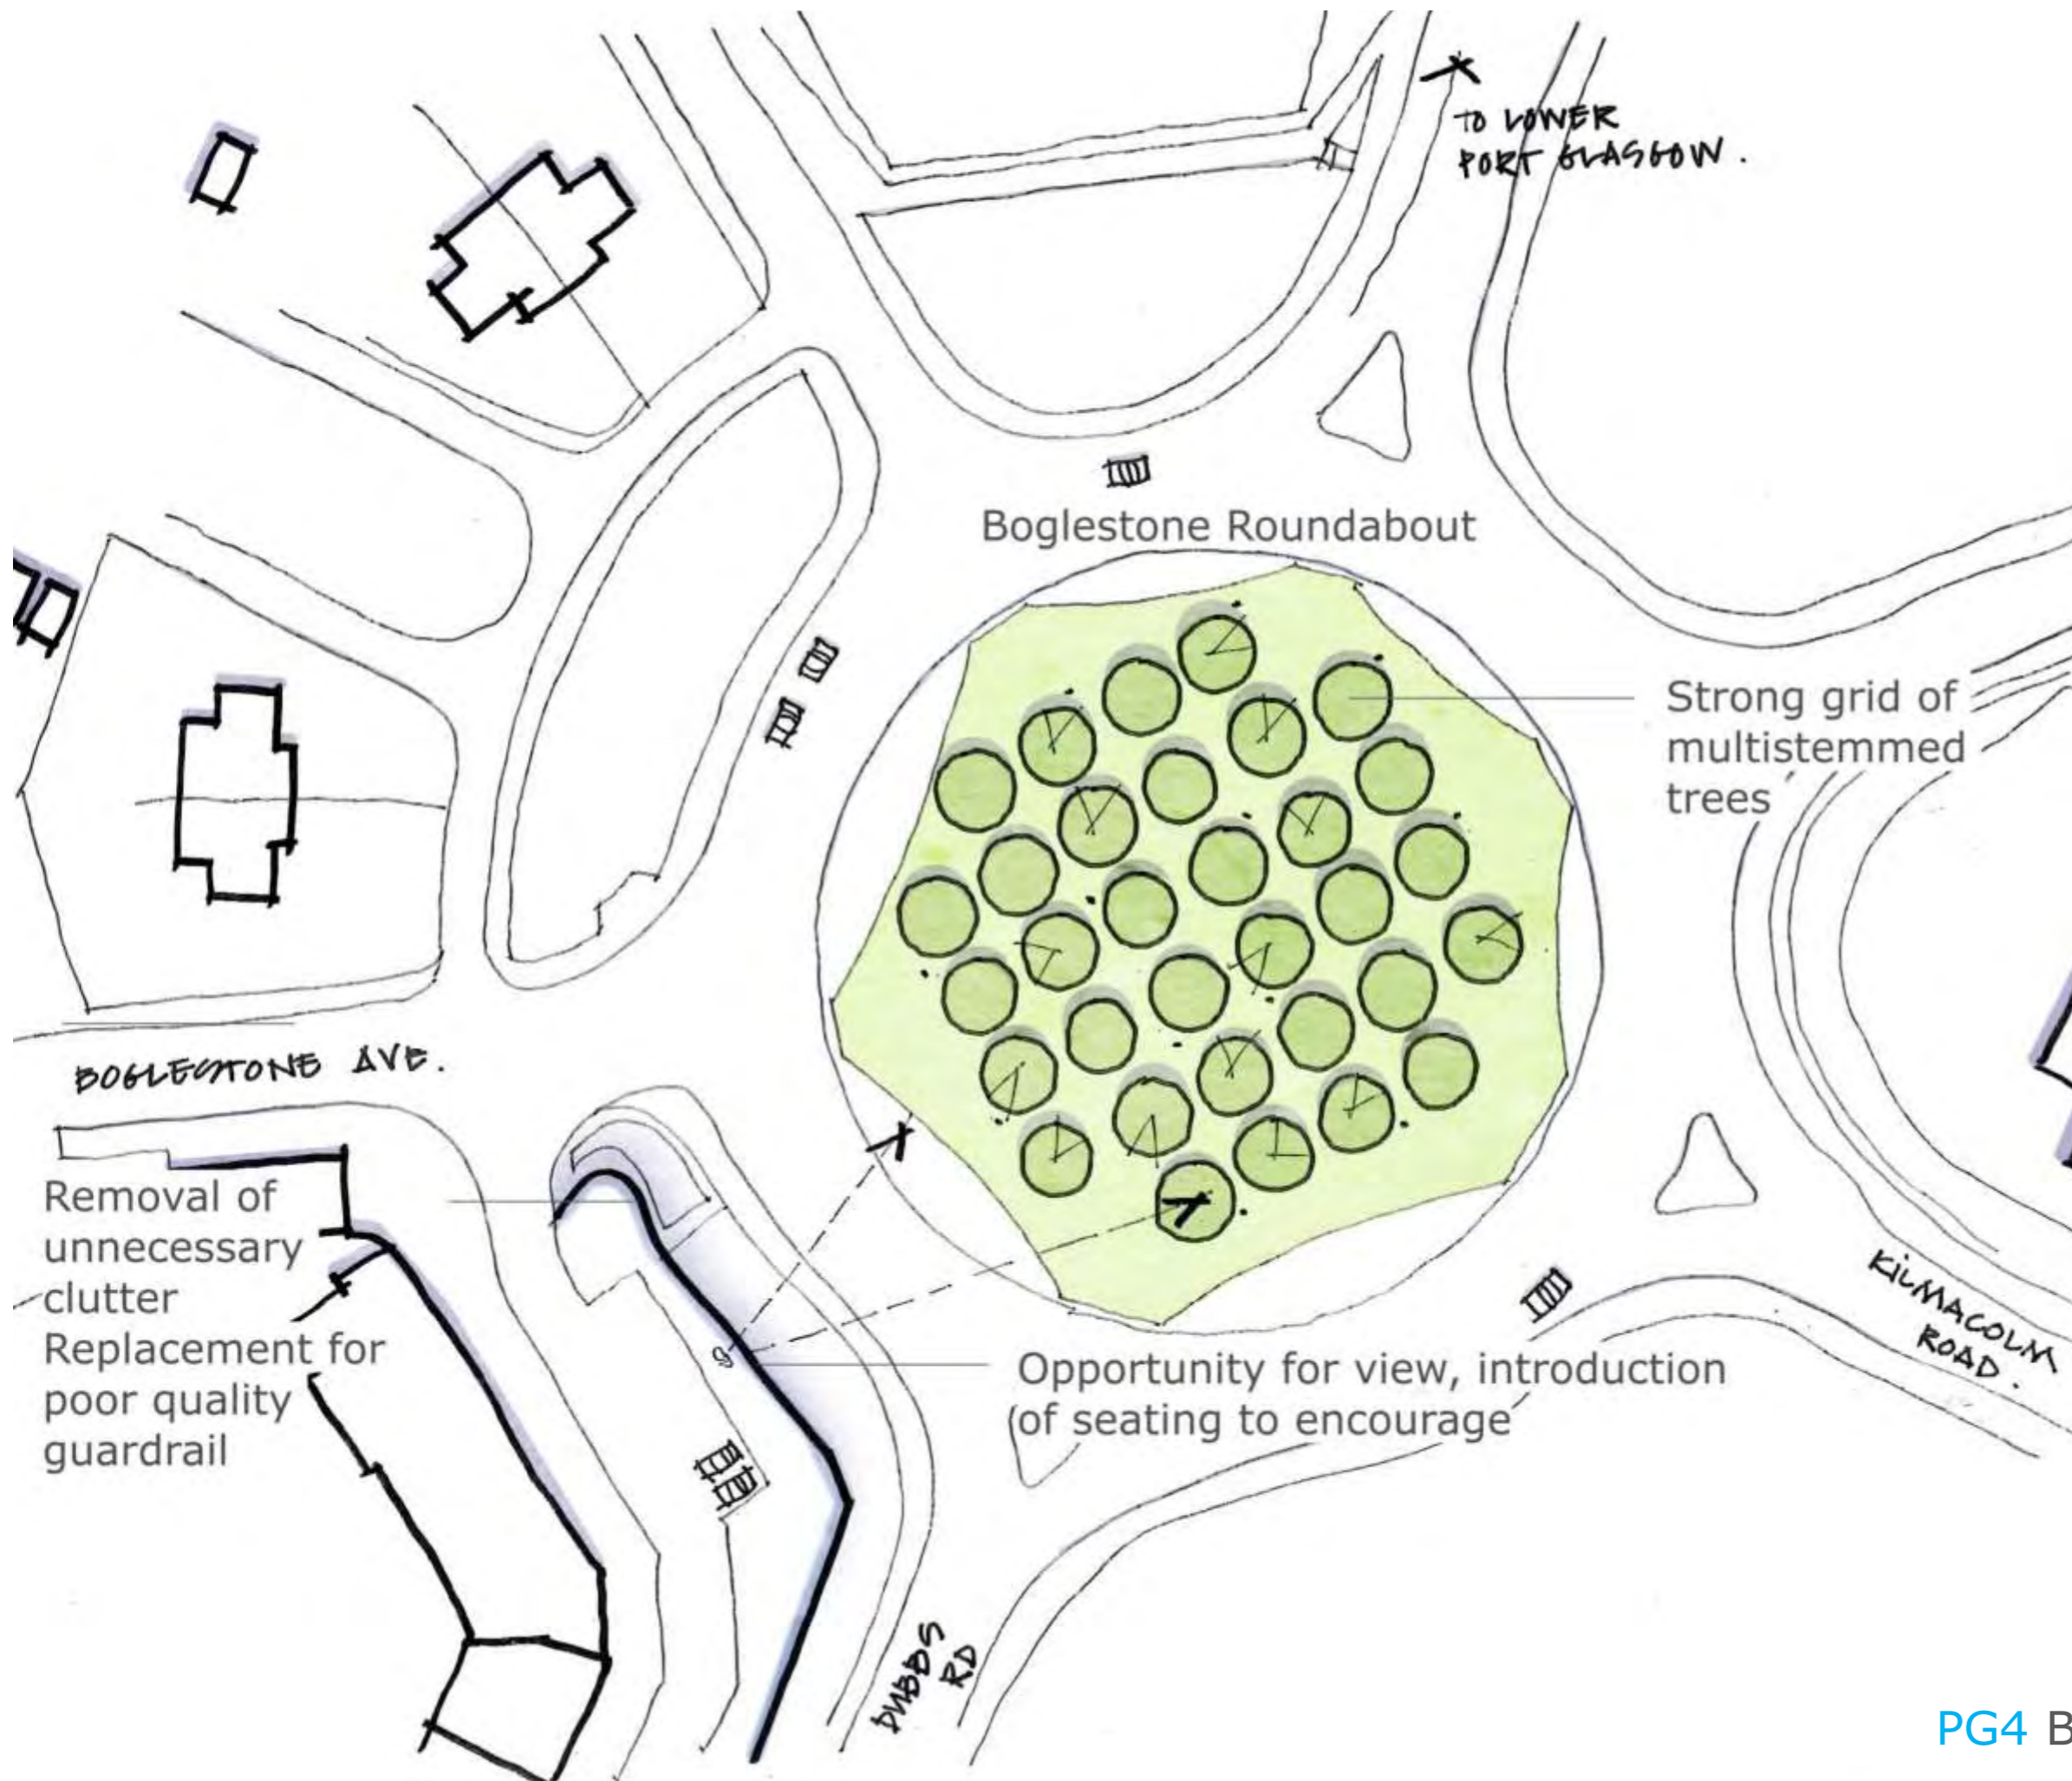 TO LOWER
PORT GLASGOW.
Boglestone Roundabout
Strong grid of
multistemmed
trees
BOGLESTONE AVE.
Removal of
unnecessary
clutter
Replacement for
poor quality
guardrail
KILMACOLM
ROAD.
Opportunity for view, introduction
of seating to encourage
DUBBS
RD
PG4 B